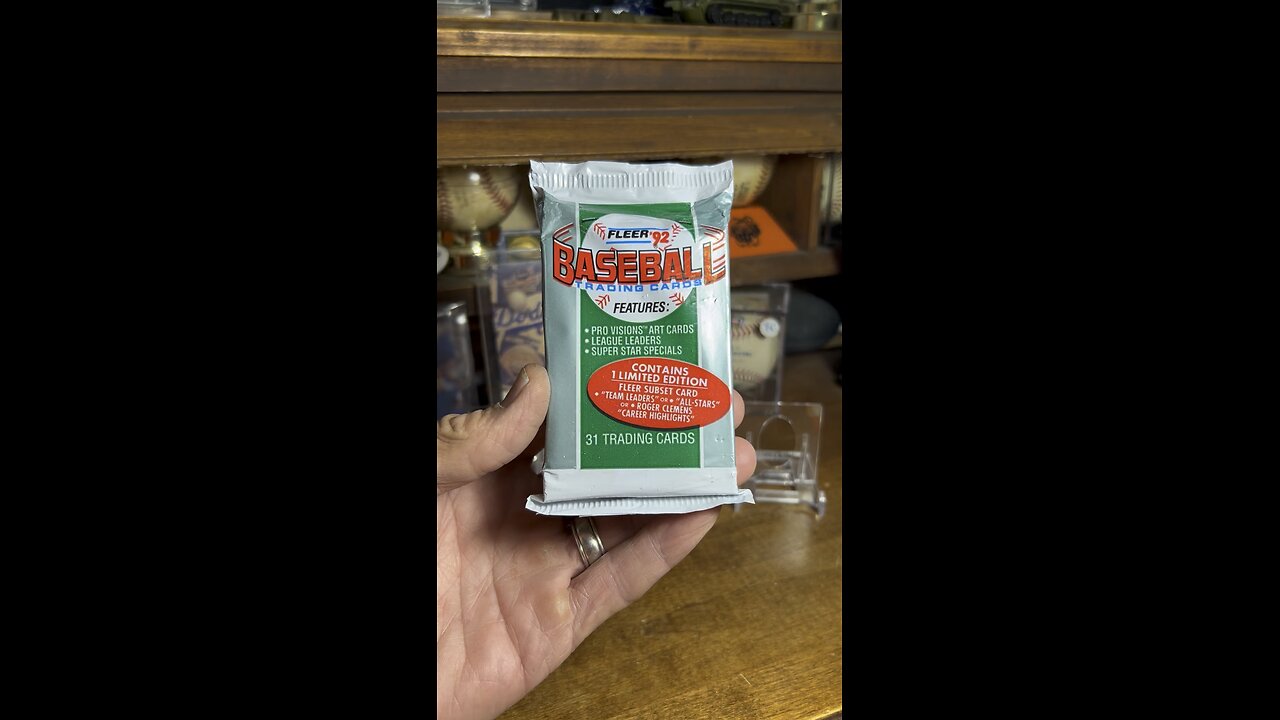 FLEER '92
BASEBALL
TRADING CARDS
FEATURES:
• PRO VISIONS™ ART CARDS
• LEAGUE LEADERS
• SUPER STAR SPECIALS
CONTAINS
1 LIMITED EDITION
FLEER SUBSET CARD
• "TEAM LEADERS" OR • "ALL-STARS"
OR • ROGER CLEMENS
"CAREER HIGHLIGHTS"
31 TRADING CARDS